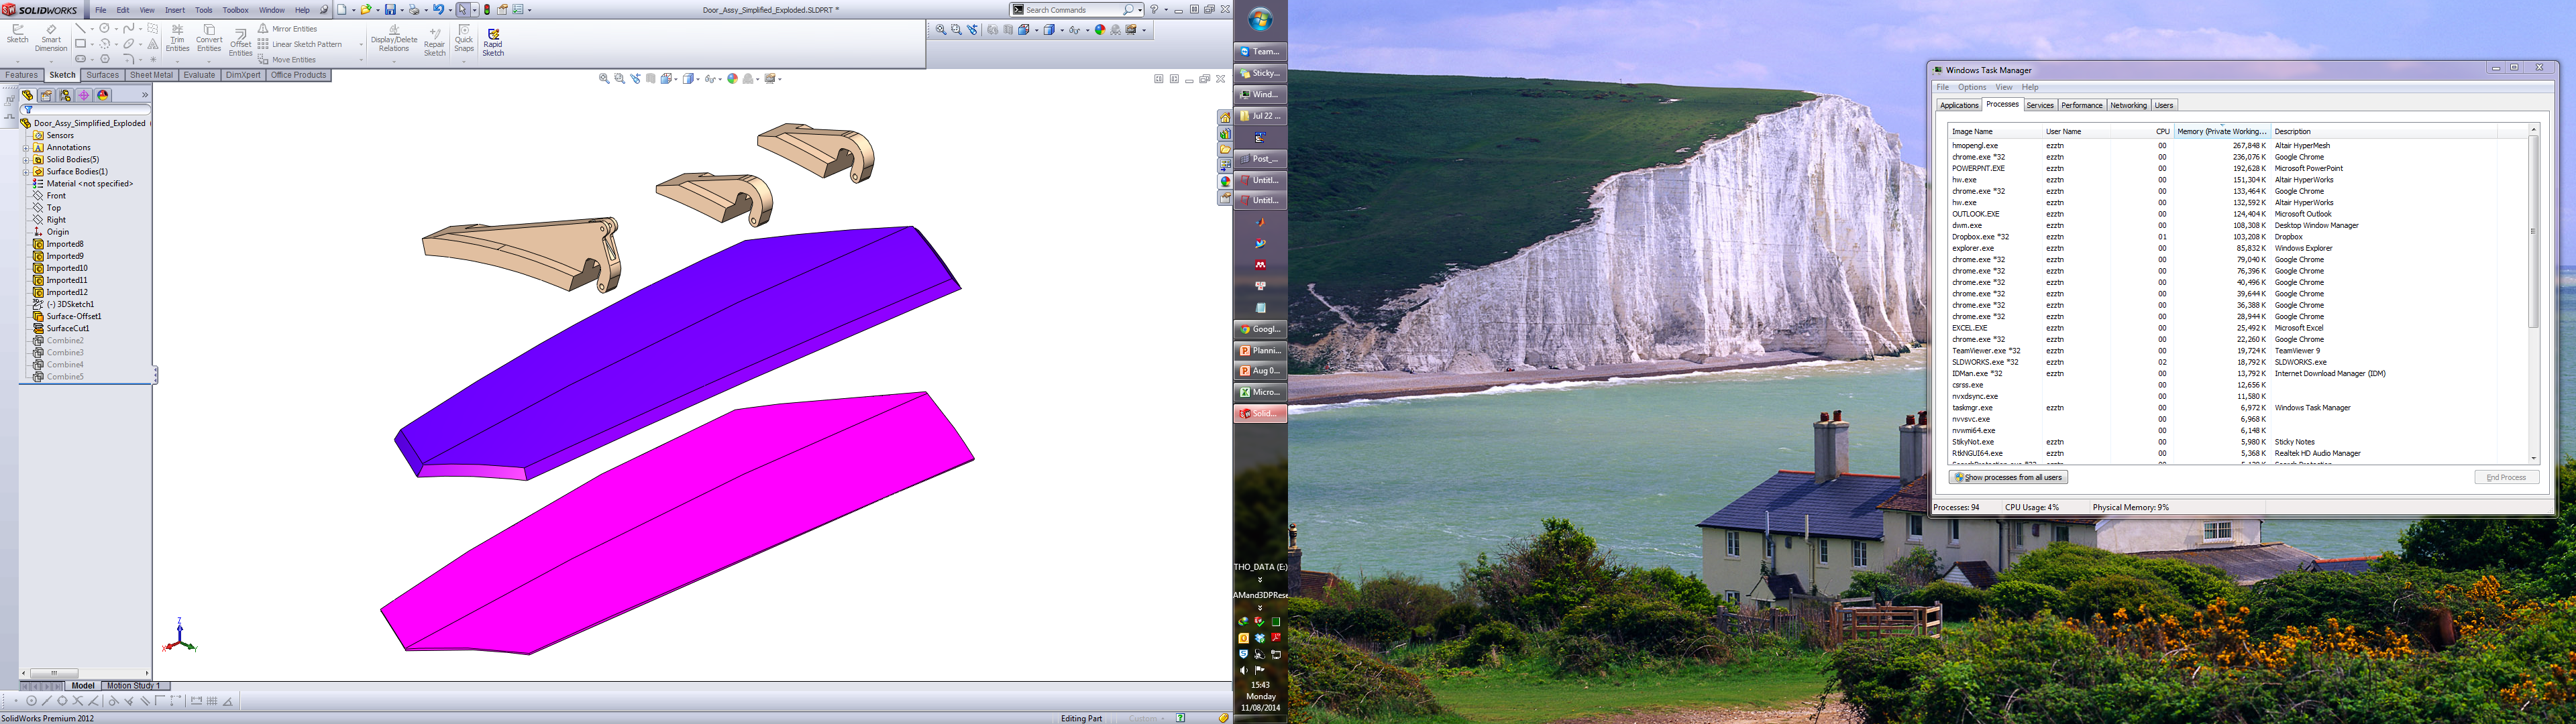 SOLIDWORKS File Edit View Insert Tools Toolbox Window Help
Door_Assy_Simplified_Exploded.SLDPRT *
Search Commands
Sketch
Smart Dimension
Trim Entities
Convert Entities
Offset Entities
Mirror Entities
Linear Sketch Pattern
Move Entities
Display/Delete Relations
Repair Sketch
Quick Snaps
Rapid Sketch
Features Sketch Surfaces Sheet Metal Evaluate DimXpert Office Products
Door_Assy_Simplified_Exploded
Sensors
Annotations
Solid Bodies(5)
Surface Bodies(1)
Material <not specified>
Front
Top
Right
Origin
Imported8
Imported9
Imported10
Imported11
Imported12
(-) 3DSketch1
Surface-Offset1
SurfaceCut1
Combine2
Combine3
Combine4
Combine5
Z
X
Y
Model Motion Study 1
SolidWorks Premium 2012
Editing Part
Custom
Team...
Sticky...
Wind...
Jul 22 ...
Post_...
Untitl...
Untitl...
Googl...
Planni...
Aug 0...
Micro...
Solid...
THO_DATA (E:)
AMand3DPRese
15:43
Monday
11/08/2014
Windows Task Manager
File Options View Help
Applications Processes Services Performance Networking Users
Image Name User Name CPU Memory (Private Working... Description
hmopengl.exe ezztn 00 267,848 K Altair HyperMesh
chrome.exe *32 ezztn 00 236,076 K Google Chrome
POWERPNT.EXE ezztn 00 192,628 K Microsoft PowerPoint
hw.exe ezztn 00 151,304 K Altair HyperWorks
chrome.exe *32 ezztn 00 133,464 K Google Chrome
hw.exe ezztn 00 132,592 K Altair HyperWorks
OUTLOOK.EXE ezztn 00 124,404 K Microsoft Outlook
dwm.exe ezztn 00 108,308 K Desktop Window Manager
Dropbox.exe *32 ezztn 01 103,208 K Dropbox
explorer.exe ezztn 00 85,832 K Windows Explorer
chrome.exe *32 ezztn 00 79,040 K Google Chrome
chrome.exe *32 ezztn 00 76,396 K Google Chrome
chrome.exe *32 ezztn 00 40,496 K Google Chrome
chrome.exe *32 ezztn 00 39,644 K Google Chrome
chrome.exe *32 ezztn 00 36,388 K Google Chrome
chrome.exe *32 ezztn 00 28,944 K Google Chrome
EXCEL.EXE ezztn 00 25,492 K Microsoft Excel
chrome.exe *32 ezztn 00 22,260 K Google Chrome
TeamViewer.exe *32 ezztn 00 19,724 K TeamViewer 9
SLDWORKS.exe *32 ezztn 02 18,792 K SLDWORKS.exe
IDMan.exe *32 ezztn 00 13,792 K Internet Download Manager (IDM)
csrss.exe 00 12,656 K
nvxdsync.exe 00 11,580 K
taskmgr.exe ezztn 00 6,972 K Windows Task Manager
nvvsvc.exe 00 6,968 K
nvwmi64.exe 00 6,148 K
StikyNot.exe ezztn 00 5,980 K Sticky Notes
RtkNGUI64.exe ezztn 00 5,368 K Realtek HD Audio Manager
Show processes from all users
End Process
Processes: 94 CPU Usage: 4% Physical Memory: 9%